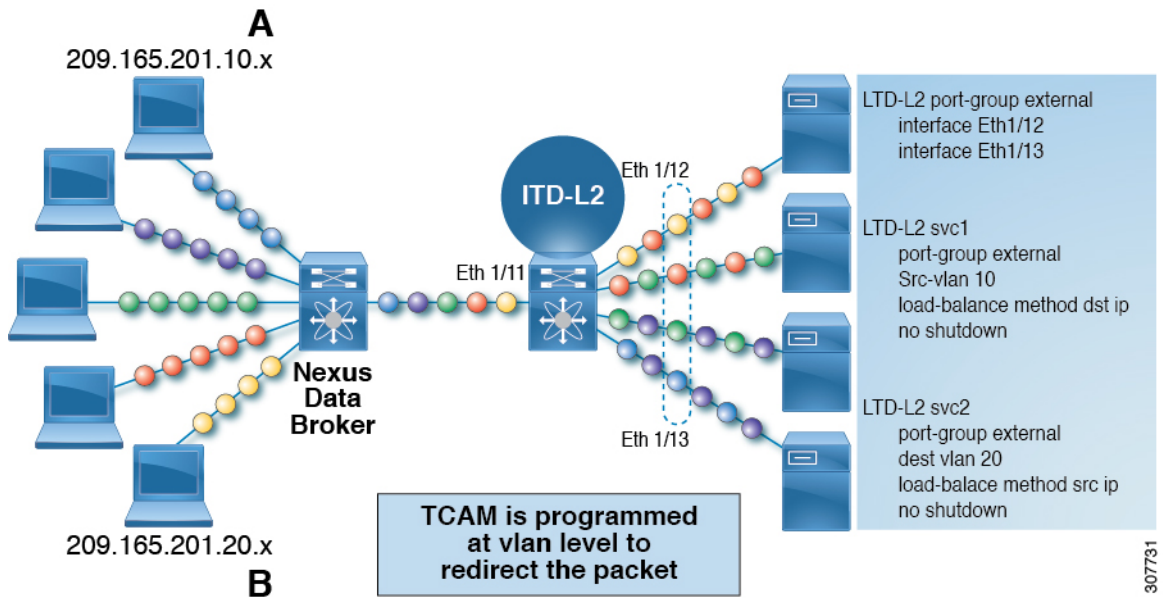 A
209.165.201.10.x
Nexus
Data
Broker
209.165.201.20.x
B
Eth 1/11
ITD-L2
Eth 1/12
Eth 1/13
TCAM is programmed
at vlan level to
redirect the packet
LTD-L2 port-group external
interface Eth1/12
interface Eth1/13
LTD-L2 svc1
port-group external
Src-vlan 10
load-balance method dst ip
no shutdown
LTD-L2 svc2
port-group external
dest vlan 20
load-balace method src ip
no shutdown
307731